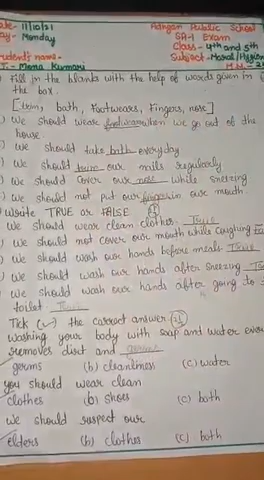 Date- 11/10/21 Adnyan Public School
Day- Monday SA-1 Exam
Class- 4th and 5th
Student's name- Subject- Moral/Hygiene
T.- Meena Kumari M.M.-
Fill in the blanks with the help of words given in
the box.
[trim, bath, footwears, fingers, nose]
We should wear footwears when we go out of the
house.
We should take bath everyday
We should trim our nails regularly
We should cover our nose while sneezing
We should not put our fingers in our mouth.
Write TRUE or FALSE
We should wear clean clothes. True
We should not cover our mouth while coughing
We should wash our hands before meals True
We should wash our hands after sneezing
We should wash our hands after going to
toilet True
Tick (✓) the correct answer
washing your body with soap and water
removes dirt and germs
germs (b) cleanliness (c) water
you should wear clean
clothes (b) shoes (c) both
we should suspect our
elders (b) clothes (c) both